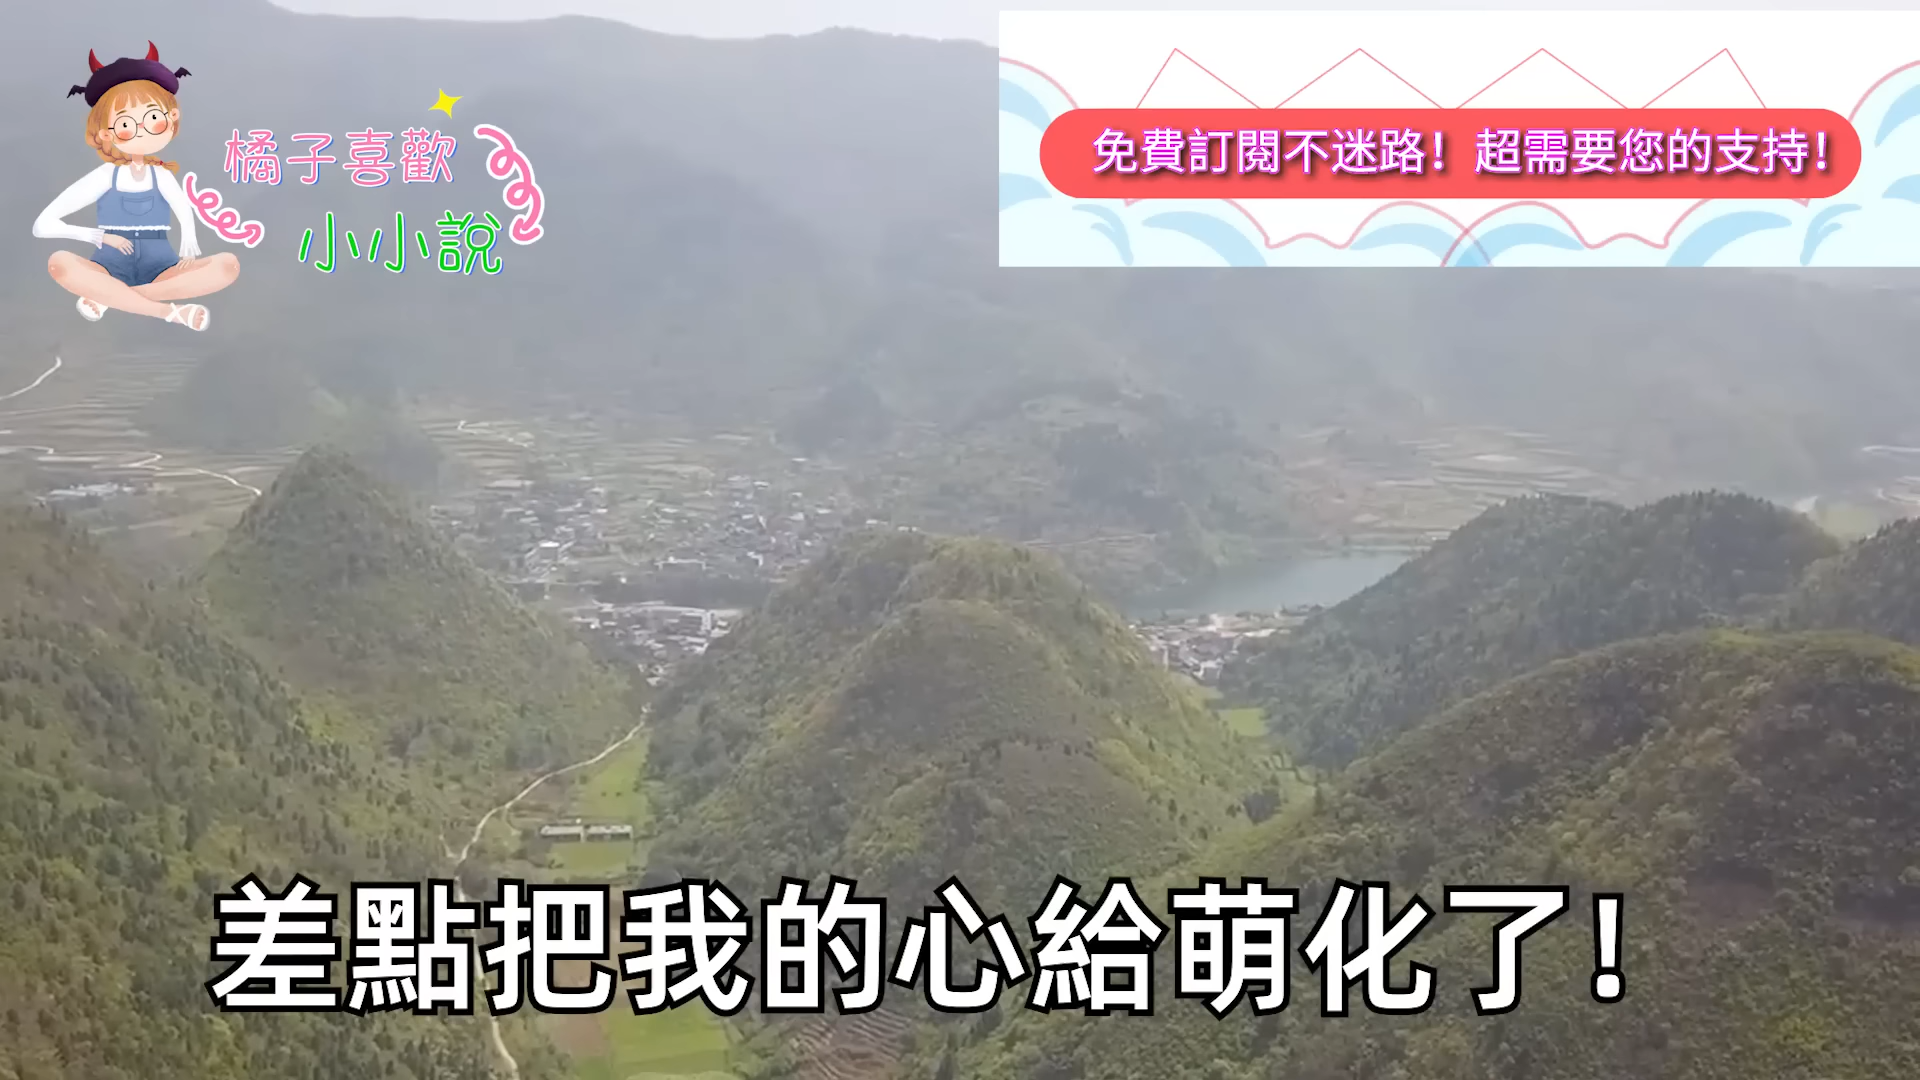 橘子喜歡
小小說
免費訂閱不迷路！超需要您的支持！
差點把我的心給萌化了！